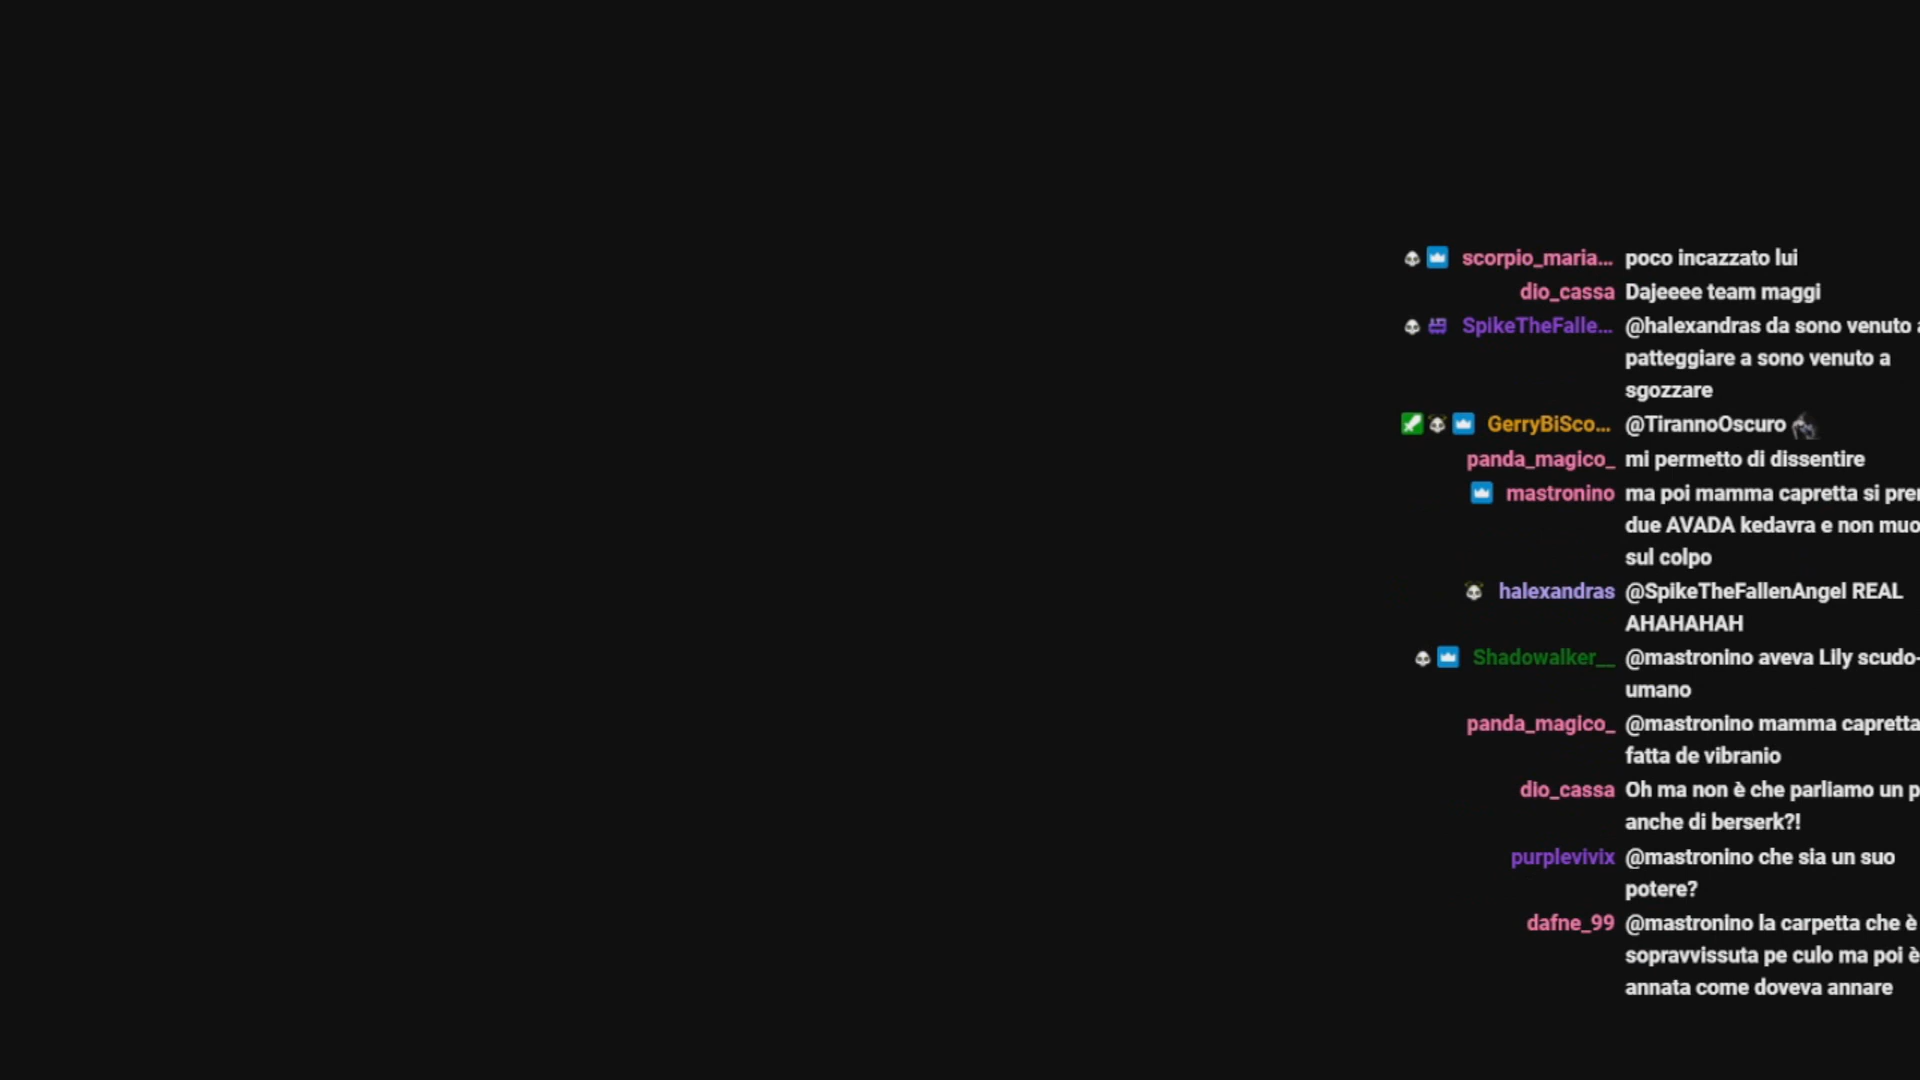 scorpio_maria... poco incazzato lui
dio_cassa Dajeeee team maggi
SpikeTheFalle... @halexandras da sono venuto
patteggiare a sono venuto a
sgozzare
GerryBiSco... @TirannoOscuro
panda_magico_ mi permetto di dissentire
mastronino ma poi mamma capretta si
due AVADA kedavra e non
sul colpo
halexandras @SpikeTheFallenAngel REAL
AHAHAHAH
Shadowalker__ @mastronino aveva Lily scudo-
umano
panda_magico_ @mastronino mamma capretta
fatta de vibranio
dio_cassa Oh ma non è che parliamo un
anche di berserk?!
purplevivix @mastronino che sia un suo
potere?
dafne_99 @mastronino la carpetta che è
sopravvissuta pe culo ma poi è
annata come doveva annare